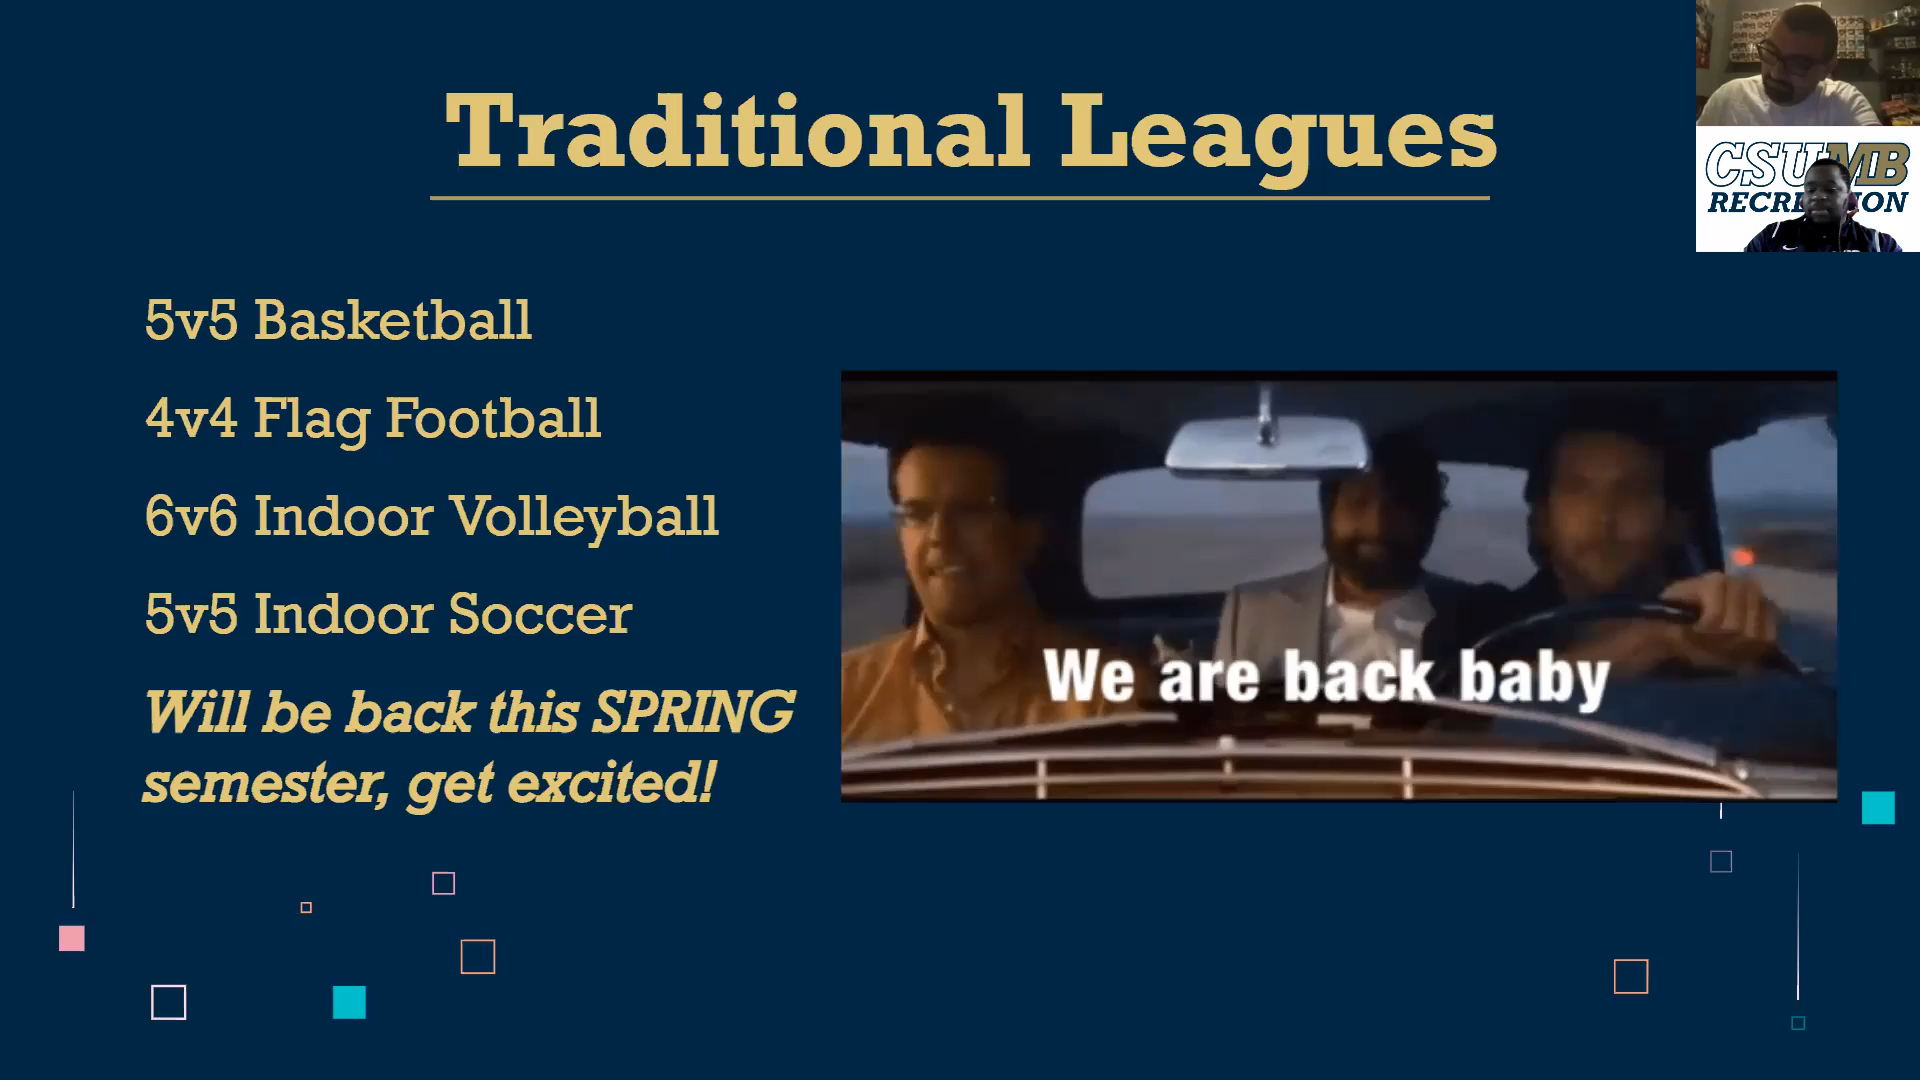 Traditional Leagues
CSUMB
5v5 Basketball
4v4 Flag Football
6v6 Indoor Volleyball
5v5 Indoor Soccer
We are back baby
Will be back this SPRING
semester, get excited!